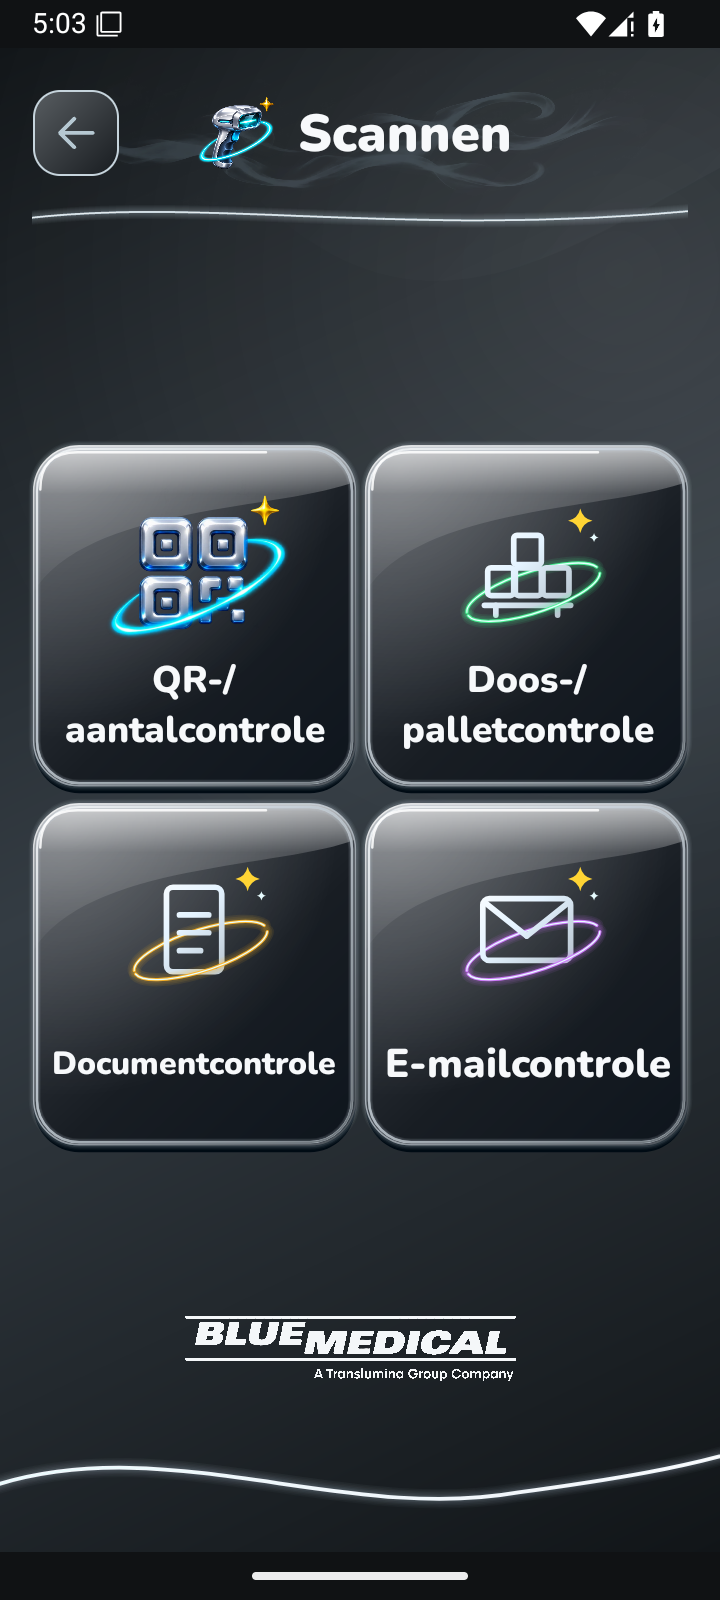 5:03
Scannen
QR-/
aantalcontrole
Doos-/
palletcontrole
Documentcontrole
E-mailcontrole
BLUEMEDICAL
A Translumina Group Company